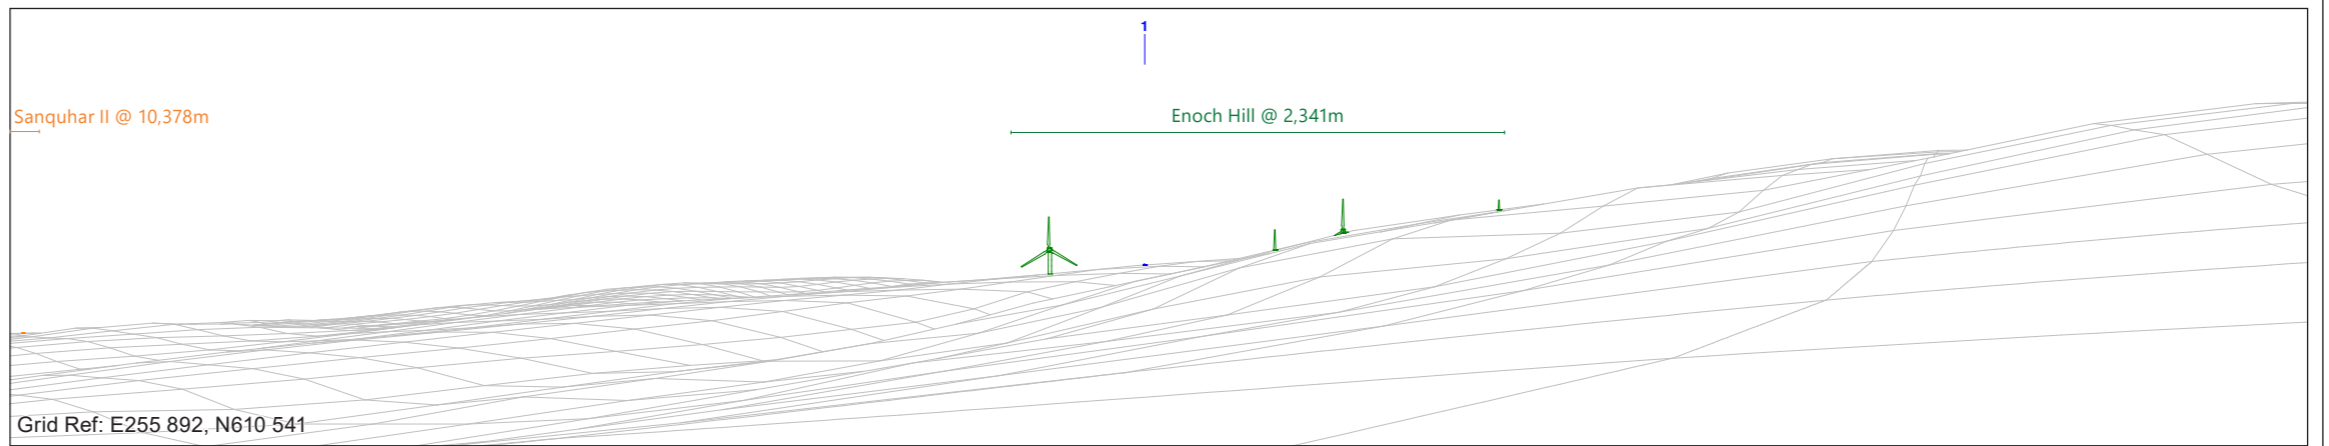 1
Sanquhar II @ 10,378m
Enoch Hill @ 2,341m
Grid Ref: E255 892, N610 541